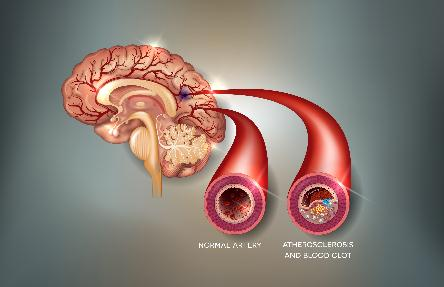 NORMAL ARTERY
ATHEROSCLEROSIS
AND BLOOD CLOT